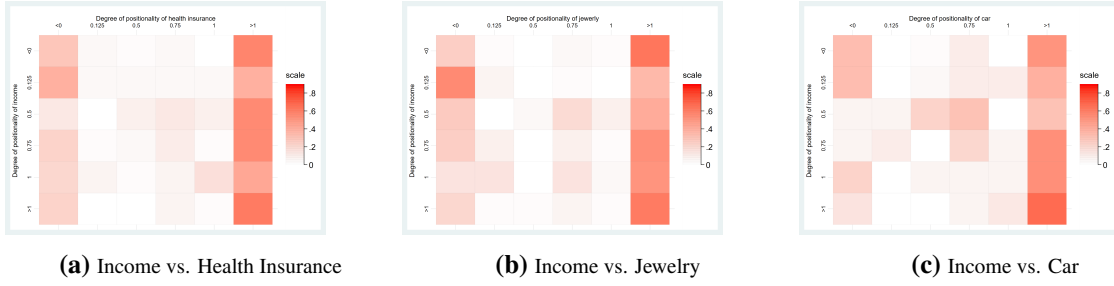 Degree of positionality of health insurance
<0 0.125 0.5 0.75 1 >1
Degree of positionality of income
<0
0.125
0.5
0.75
1
>1
scale
.8
.6
.4
.2
0
(a) Income vs. Health Insurance
Degree of positionality of jewerly
<0 0.125 0.5 0.75 1 >1
Degree of positionality of income
<0
0.125
0.5
0.75
1
>1
scale
.8
.6
.4
.2
0
(b) Income vs. Jewelry
Degree of positionality of car
<0 0.125 0.5 0.75 1 >1
Degree of positionality of income
<0
0.125
0.5
0.75
1
>1
scale
.8
.6
.4
.2
0
(c) Income vs. Car